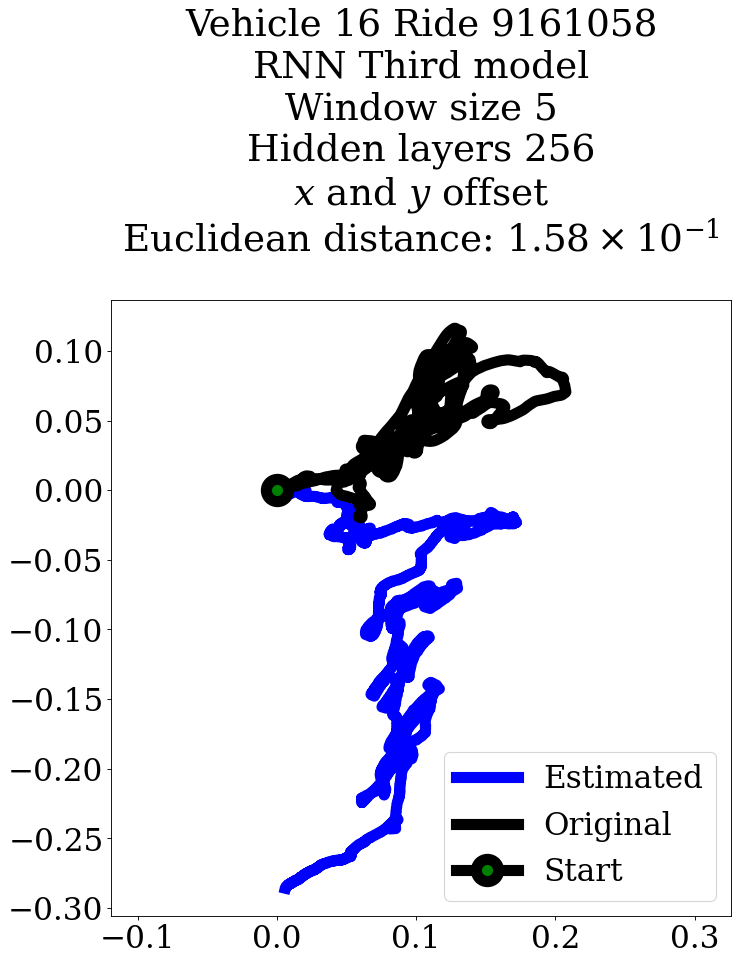 Vehicle 16 Ride 9161058
RNN Third model
Window size 5
Hidden layers 256
x and y offset
Euclidean distance: 1.58 × 10⁻¹
0.10
0.05
0.00
−0.05
−0.10
−0.15
−0.20
−0.25
−0.30
Estimated
Original
Start
−0.1 0.0 0.1 0.2 0.3